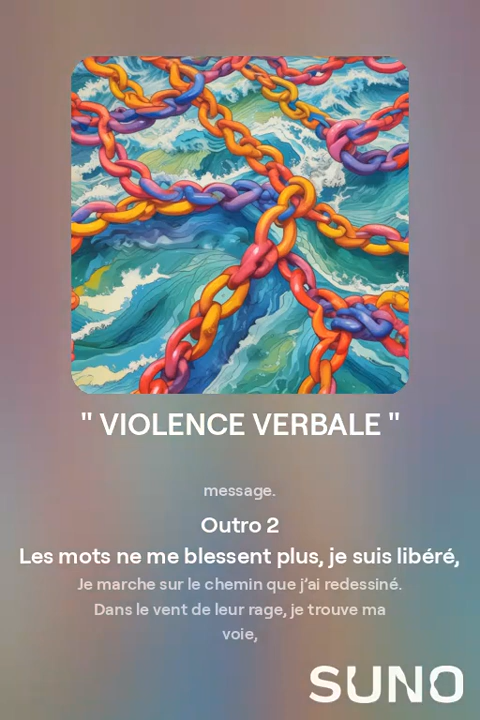 " VIOLENCE VERBALE "
message.
Outro 2
Les mots ne me blessent plus, je suis libéré,
Je marche sur le chemin que j’ai redessiné.
Dans le vent de leur rage, je trouve ma
voie,
SUNO